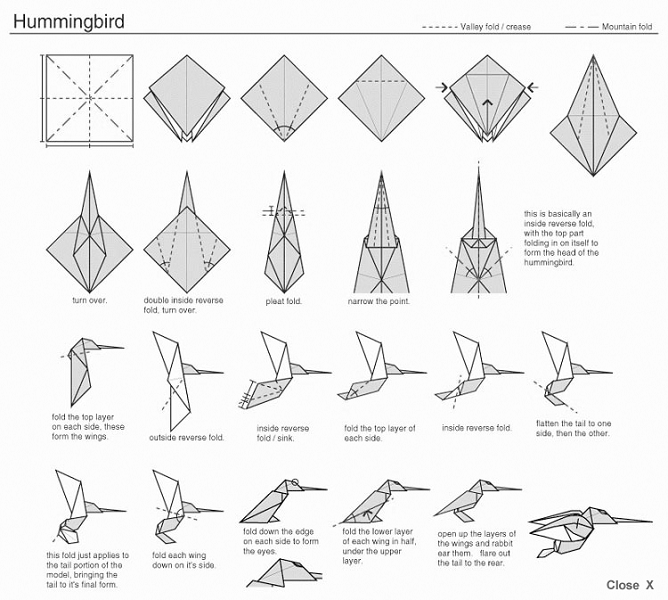 Hummingbird
Valley fold / crease
Mountain fold
this is basically an
inside reverse fold,
with the top part
folding in on itself to
form the head of the
hummingbird.
turn over.
double inside reverse
fold, turn over.
pleat fold.
narrow the point.
fold the top layer
on each side, these
form the wings.
outside reverse fold.
inside reverse
fold / sink.
fold the top layer of
each side.
inside reverse fold.
flatten the tail to one
side, then the other.
this fold just applies to
the tail portion of the
model, bringing the
tail to it's final form.
fold each wing
down on it's side.
fold down the edge
on each side to form
the eyes.
fold the lower layer
of each wing in half,
under the upper
layer.
open up the layers of
the wings and rabbit
ear them. flare out
the tail to the rear.
Close X